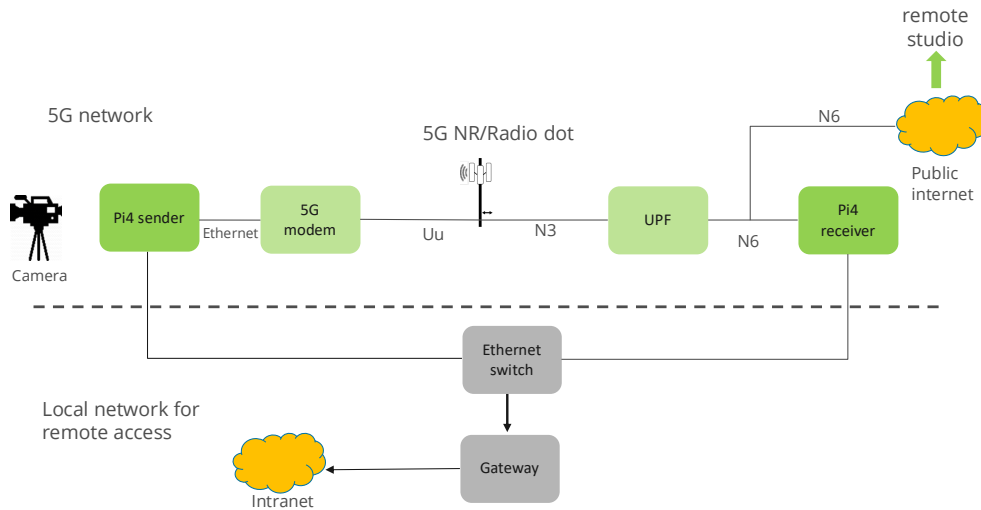 remote
studio
5G network
N6
5G NR/Radio dot
Public
internet
Pi4 sender
Ethernet
5G
modem
Uu
N3
UPF
N6
Pi4
receiver
Camera
Ethernet
switch
Local network for
remote access
Gateway
Intranet